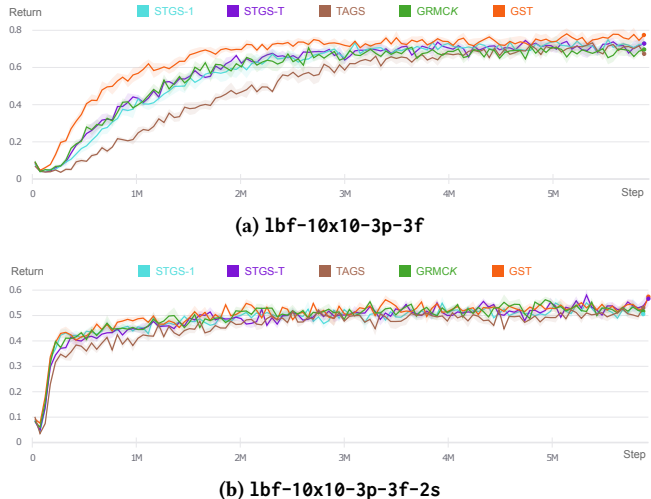 Return
STGS-1 STGS-T TAGS GRMCK GST
0.8
0.6
0.4
0.2
0
0 1M 2M 3M 4M 5M Step
(a) lbf-10x10-3p-3f
Return
STGS-1 STGS-T TAGS GRMCK GST
0.6
0.5
0.4
0.3
0.2
0.1
0
0 1M 2M 3M 4M 5M Step
(b) lbf-10x10-3p-3f-2s